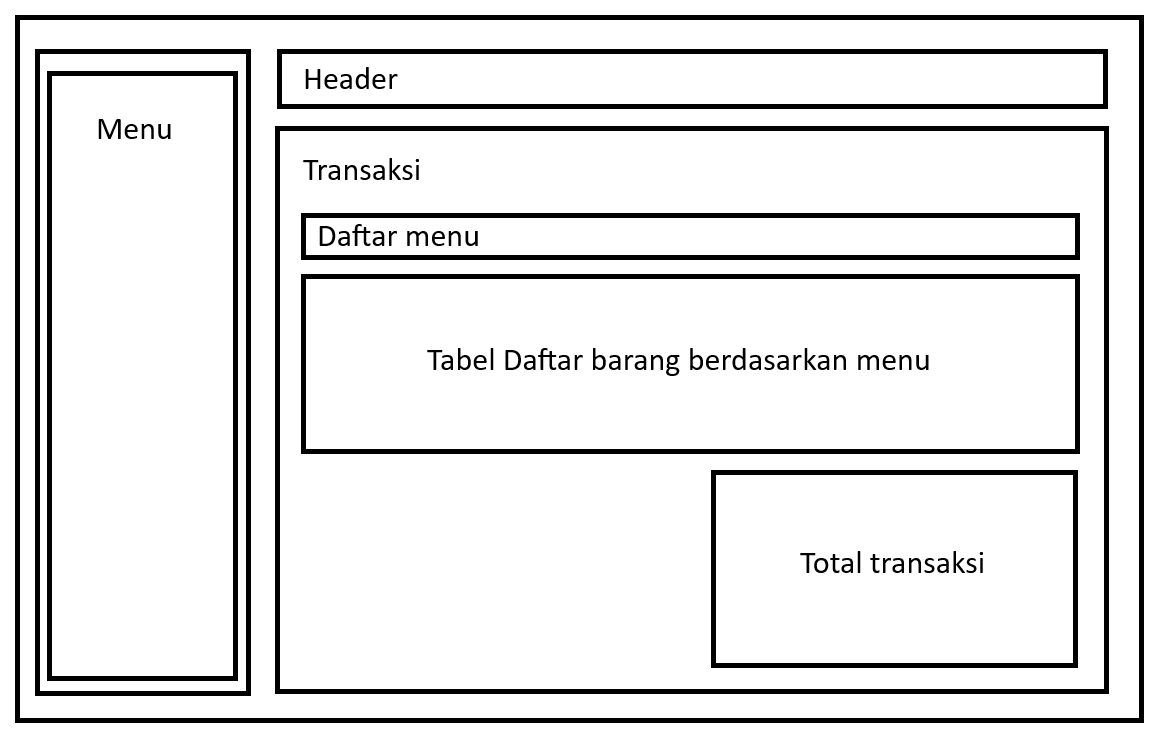 Menu
Header
Transaksi
Daftar menu
Tabel Daftar barang berdasarkan menu
Total transaksi